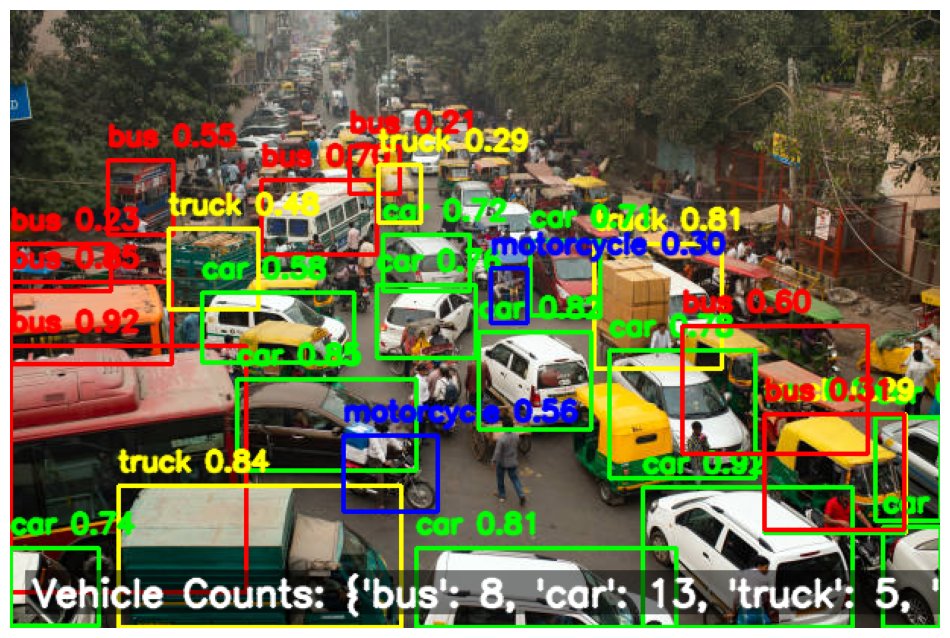 D
bus 0.55
bus 0.21
truck 0.29
bus 0.70
truck 0.48
car 0.72
car 0.71
truck 0.81
bus 0.23
motorcycle 0.30
bus 0.85
car 0.58
car 0.76
bus 0.60
bus 0.92
car 0.82
car 0.78
car 0.85
bus 0.31
motorcycle 0.56
truck 0.84
car 0.92
car
car 0.74
car 0.81
Vehicle Counts: {'bus': 8, 'car': 13, 'truck': 5, '